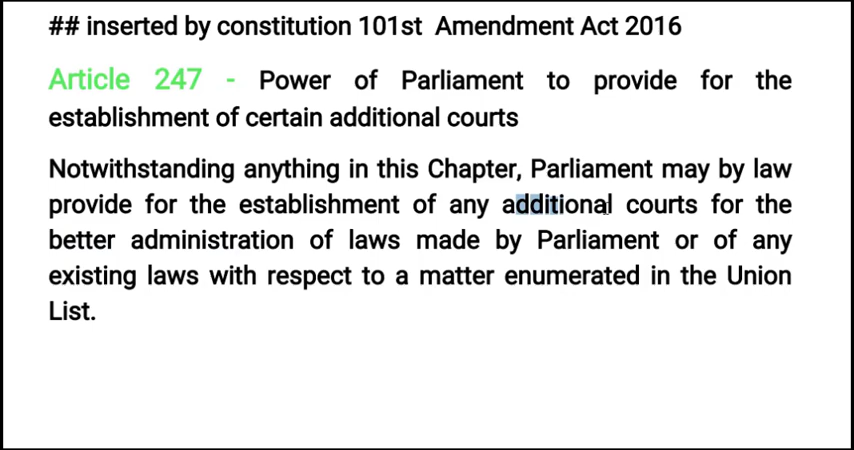 ## inserted by constitution 101st Amendment Act 2016
Article 247 - Power of Parliament to provide for the
establishment of certain additional courts
Notwithstanding anything in this Chapter, Parliament may by law
provide for the establishment of any additional courts for the
better administration of laws made by Parliament or of any
existing laws with respect to a matter enumerated in the Union
List.